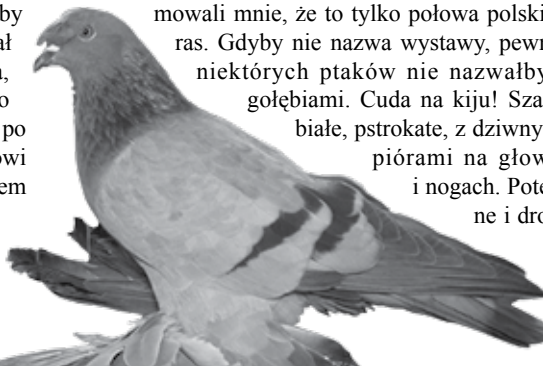 by
ał
o
po
owi
em
mowali mnie, że to tylko połowa polski
ras. Gdyby nie nazwa wystawy, pewn
niektórych ptaków nie nazwałby
gołębiami. Cuda na kiju! Sza
białe, pstrokate, z dziwny
piórami na głow
i nogach. Potę
ne i dro